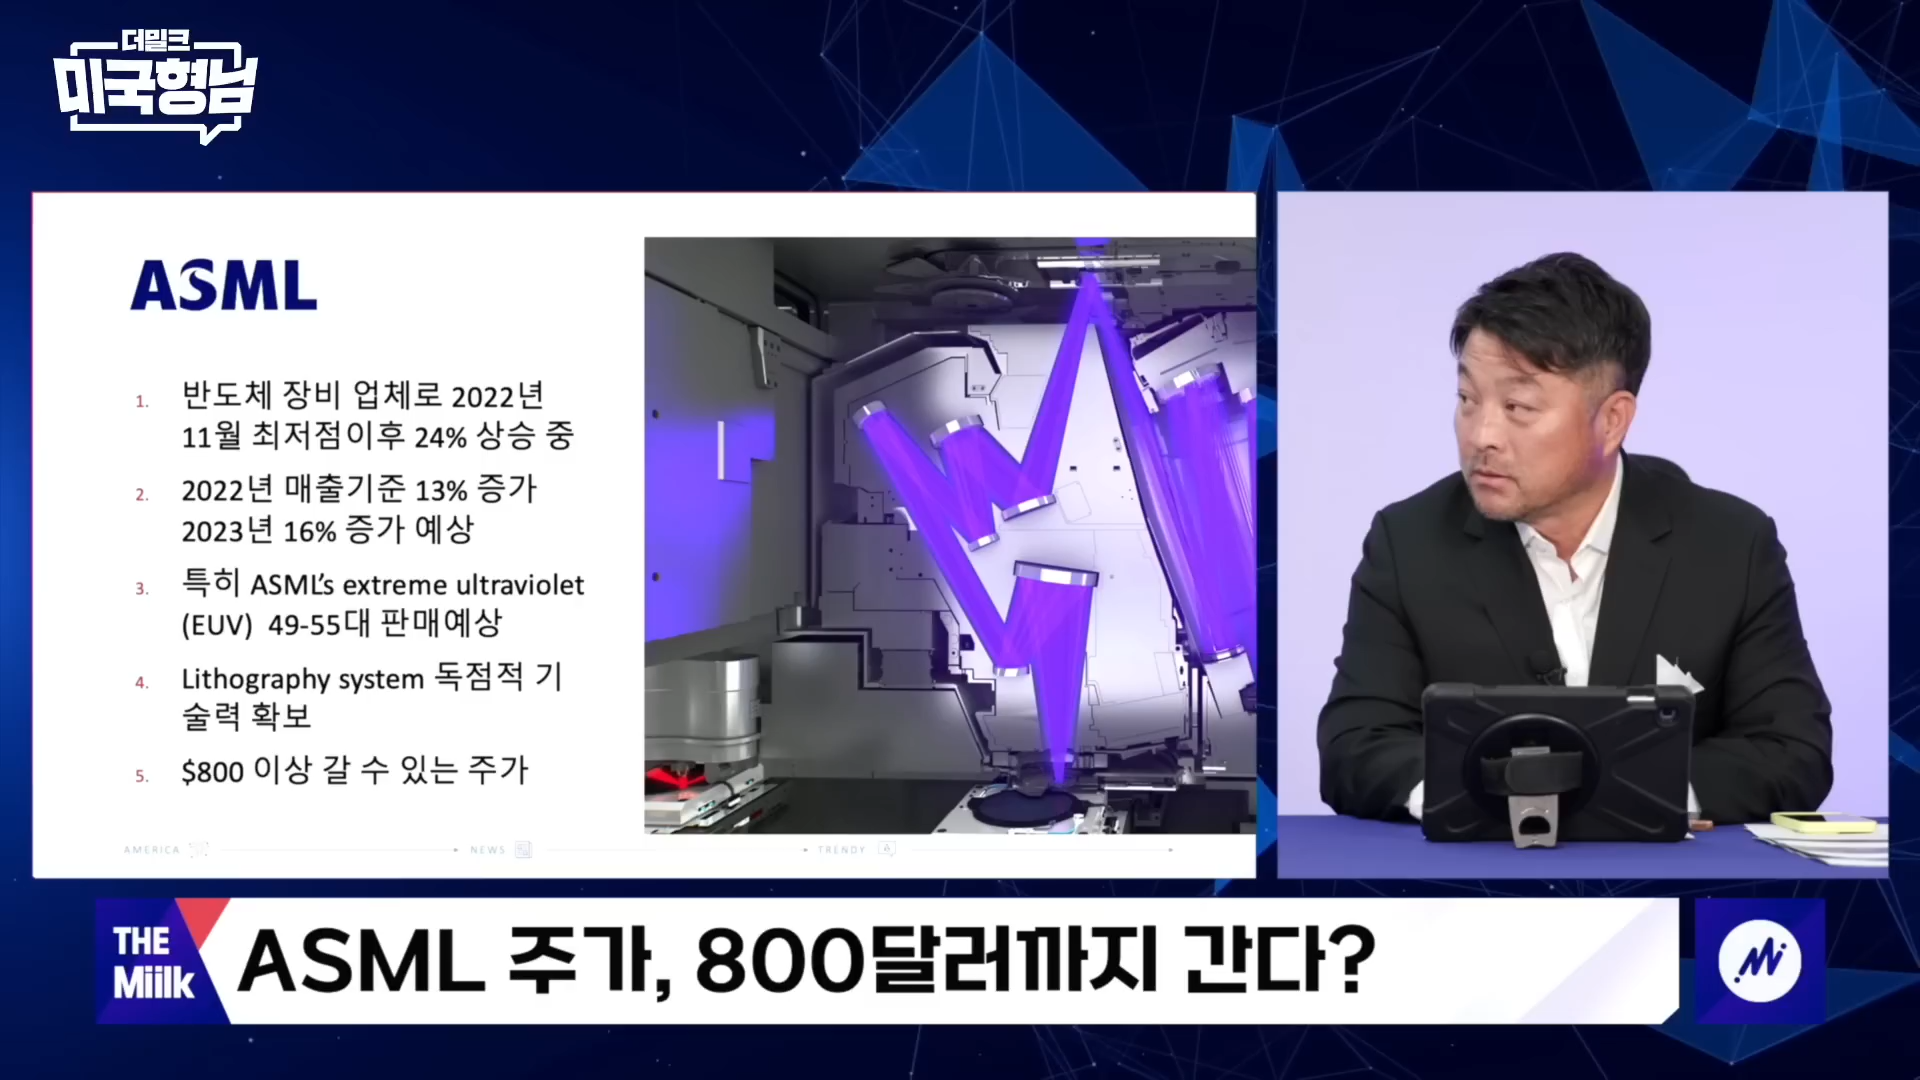 더밀크
미국형님
ASML
1. 반도체 장비 업체로 2022년
11월 최저점이후 24% 상승 중
2. 2022년 매출기준 13% 증가
2023년 16% 증가 예상
3. 특히 ASML's extreme ultraviolet
(EUV) 49-55대 판매예상
4. Lithography system 독점적 기
술력 확보
5. $800 이상 갈 수 있는 주가
AMERICA NEWS TRENDY
THE
Miilk
ASML 주가, 800달러까지 간다?